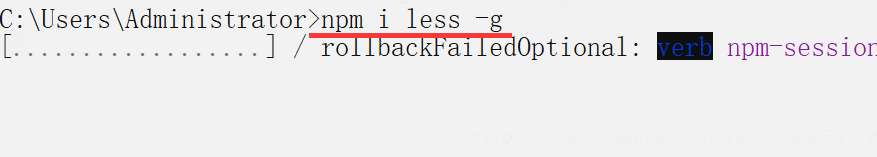 C:\Users\Administrator>npm i less -g
[..................] / rollbackFailedOptional: verb npm-session